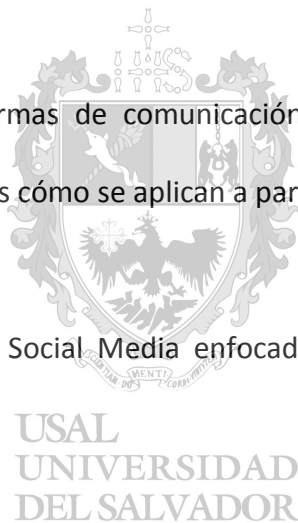 rmas de comunicación
s cómo se aplican a par
Social Media enfocad
USAL
UNIVERSIDAD
DEL SALVADOR